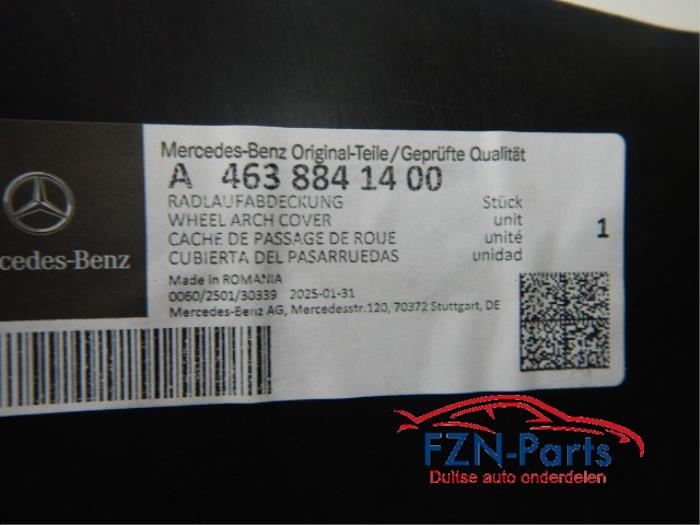 Mercedes-Benz Original-Teile/Geprüfte Qualität
A 463 884 14 00
RADLAUFABDECKUNG Stück
WHEEL ARCH COVER unit
CACHE DE PASSAGE DE ROUE unité 1
CUBIERTA DEL PASARRUEDAS unidad
cedes-Benz
Made in ROMANIA
0060/2501/30339 2025-01-31
Mercedes-Benz AG, Mercedesstr.120, 70372 Stuttgart, DE
FZN-Parts
Duitse auto onderdelen